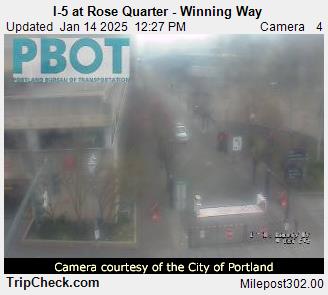 I-5 at Rose Quarter - Winning Way
Updated Jan 14 2025 12:27 PM Camera 4
PBOT
PORTLAND BUREAU OF TRANSPORTATION
Camera courtesy of the City of Portland
TripCheck.com Milepost302.00